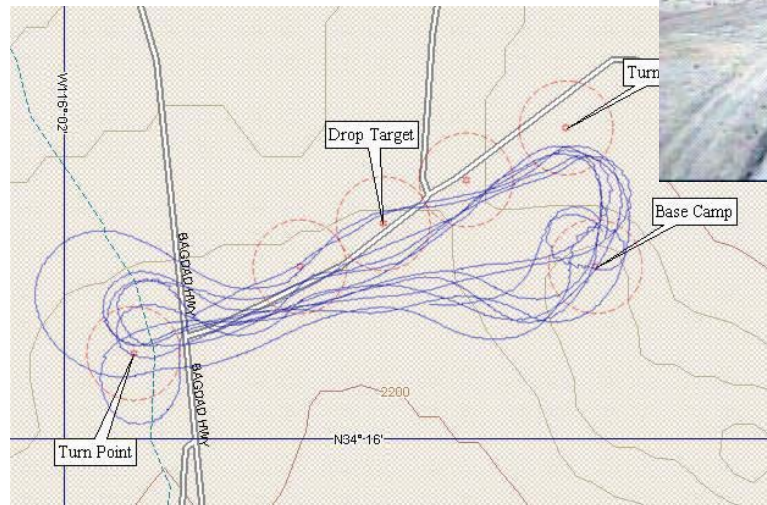 Turn
W116°02'
Drop Target
Base Camp
BAGDAD HWY
BAGDAD HWY
2200
N34°16'
Turn Point